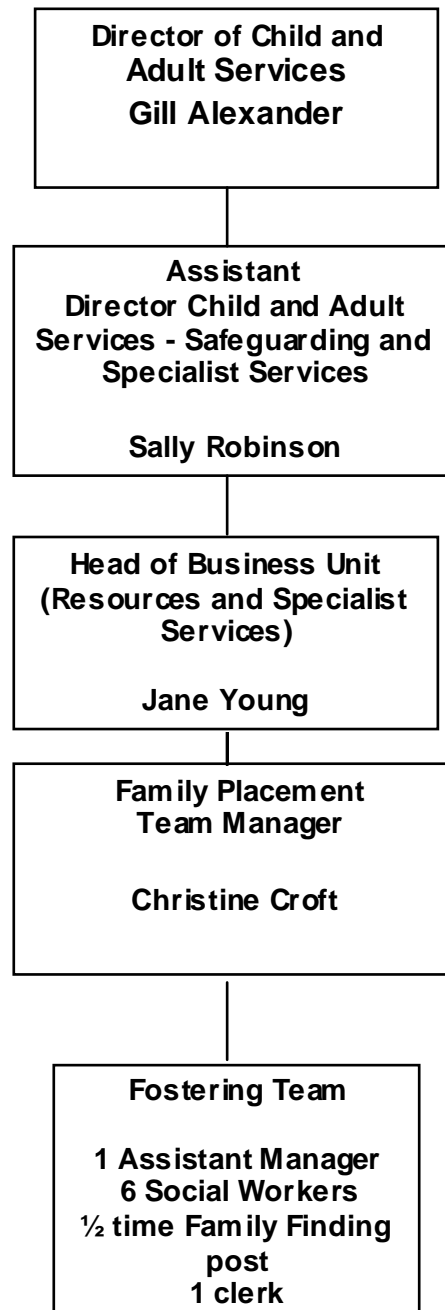 Director of Child and
Adult Services
Gill Alexander
Assistant
Director Child and Adult
Services - Safeguarding and
Specialist Services
Sally Robinson
Head of Business Unit
(Resources and Specialist
Services)
Jane Young
Family Placement
Team Manager
Christine Croft
Fostering Team
1 Assistant Manager
6 Social Workers
½ time Family Finding
post
1 clerk